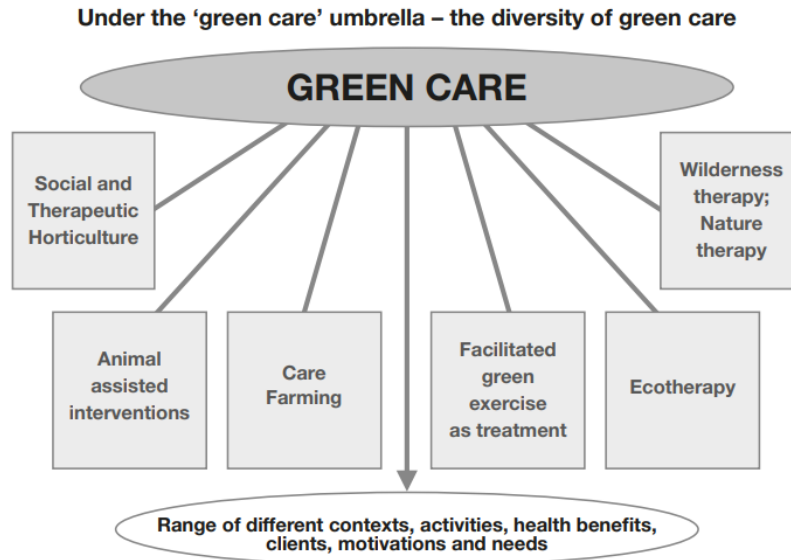 Under the ‘green care’ umbrella – the diversity of green care
GREEN CARE
Social and
Therapeutic
Horticulture
Wilderness
therapy;
Nature
therapy
Animal
assisted
interventions
Care
Farming
Facilitated
green
exercise
as treatment
Ecotherapy
Range of different contexts, activities, health benefits,
clients, motivations and needs